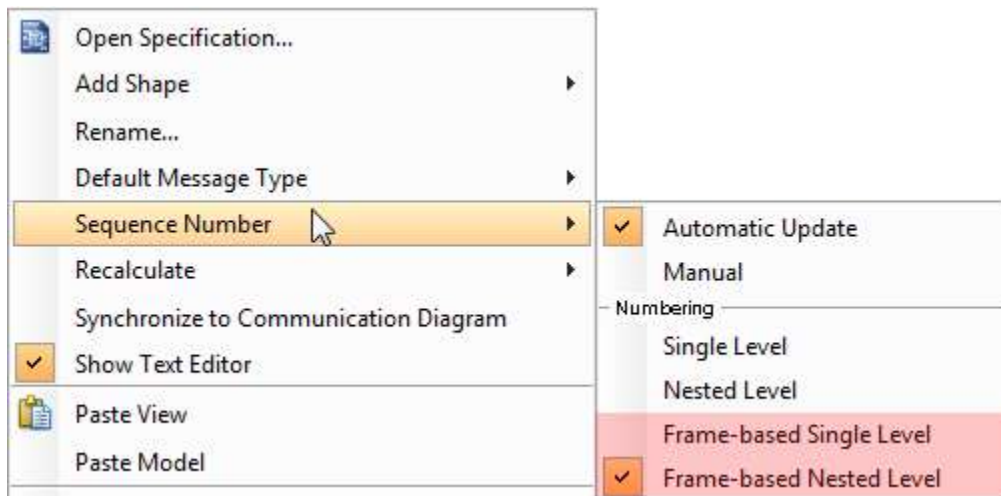 Open Specification...
Add Shape
Rename...
Default Message Type
Sequence Number
Recalculate
Synchronize to Communication Diagram
Show Text Editor
Paste View
Paste Model
Automatic Update
Manual
Numbering
Single Level
Nested Level
Frame-based Single Level
Frame-based Nested Level